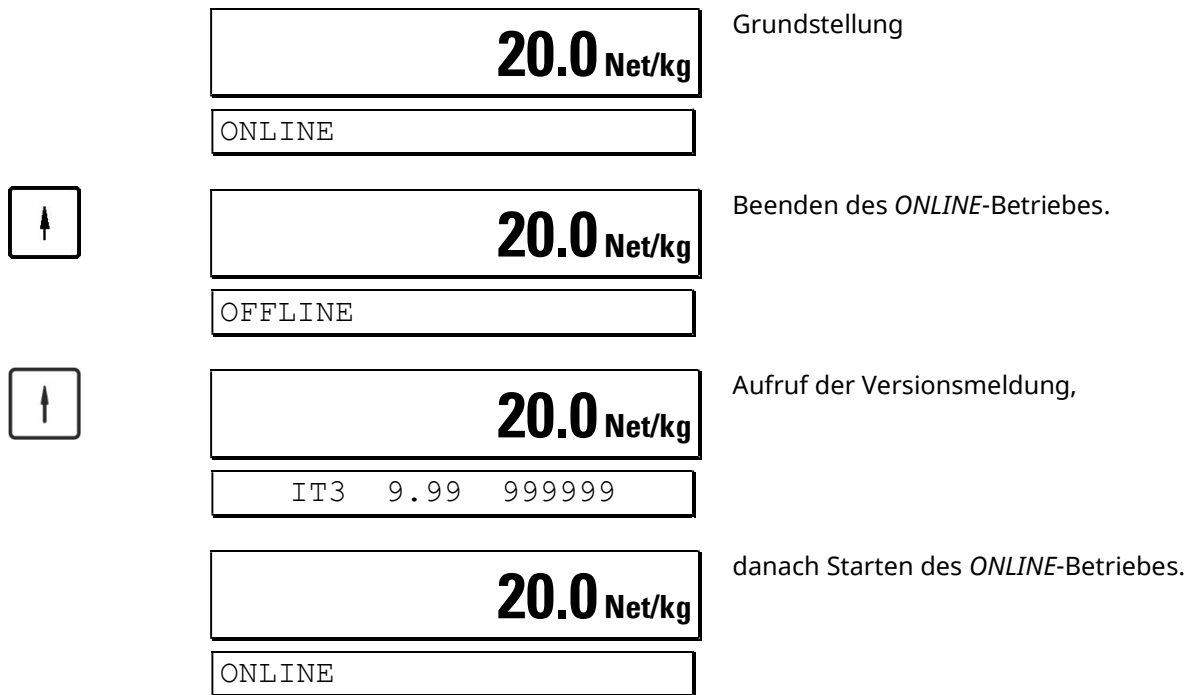 20.0 Net/kg
Grundstellung
ONLINE
20.0 Net/kg
Beenden des ONLINE-Betriebes.
OFFLINE
20.0 Net/kg
Aufruf der Versionsmeldung,
IT3 9.99 999999
20.0 Net/kg
danach Starten des ONLINE-Betriebes.
ONLINE